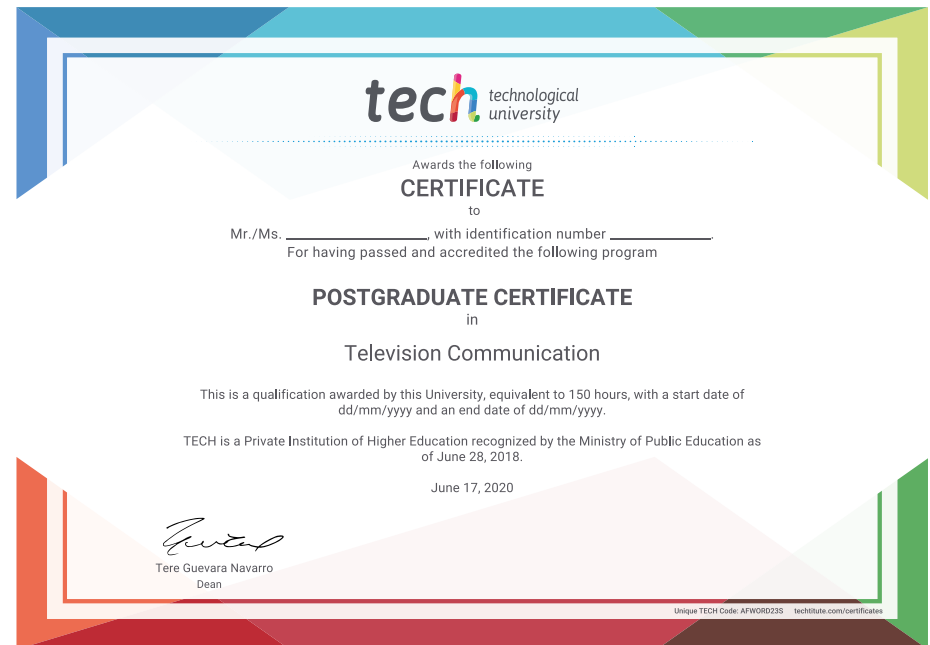 tech technological
university
Awards the following
CERTIFICATE
to
Mr./Ms. ____________________, with identification number ______________.
For having passed and accredited the following program
POSTGRADUATE CERTIFICATE
in
Television Communication
This is a qualification awarded by this University, equivalent to 150 hours, with a start date of
dd/mm/yyyy and an end date of dd/mm/yyyy.
TECH is a Private Institution of Higher Education recognized by the Ministry of Public Education as
of June 28, 2018.
June 17, 2020
Tere Guevara Navarro
Dean
Unique TECH Code: AFWORD23S techtitute.com/certificates